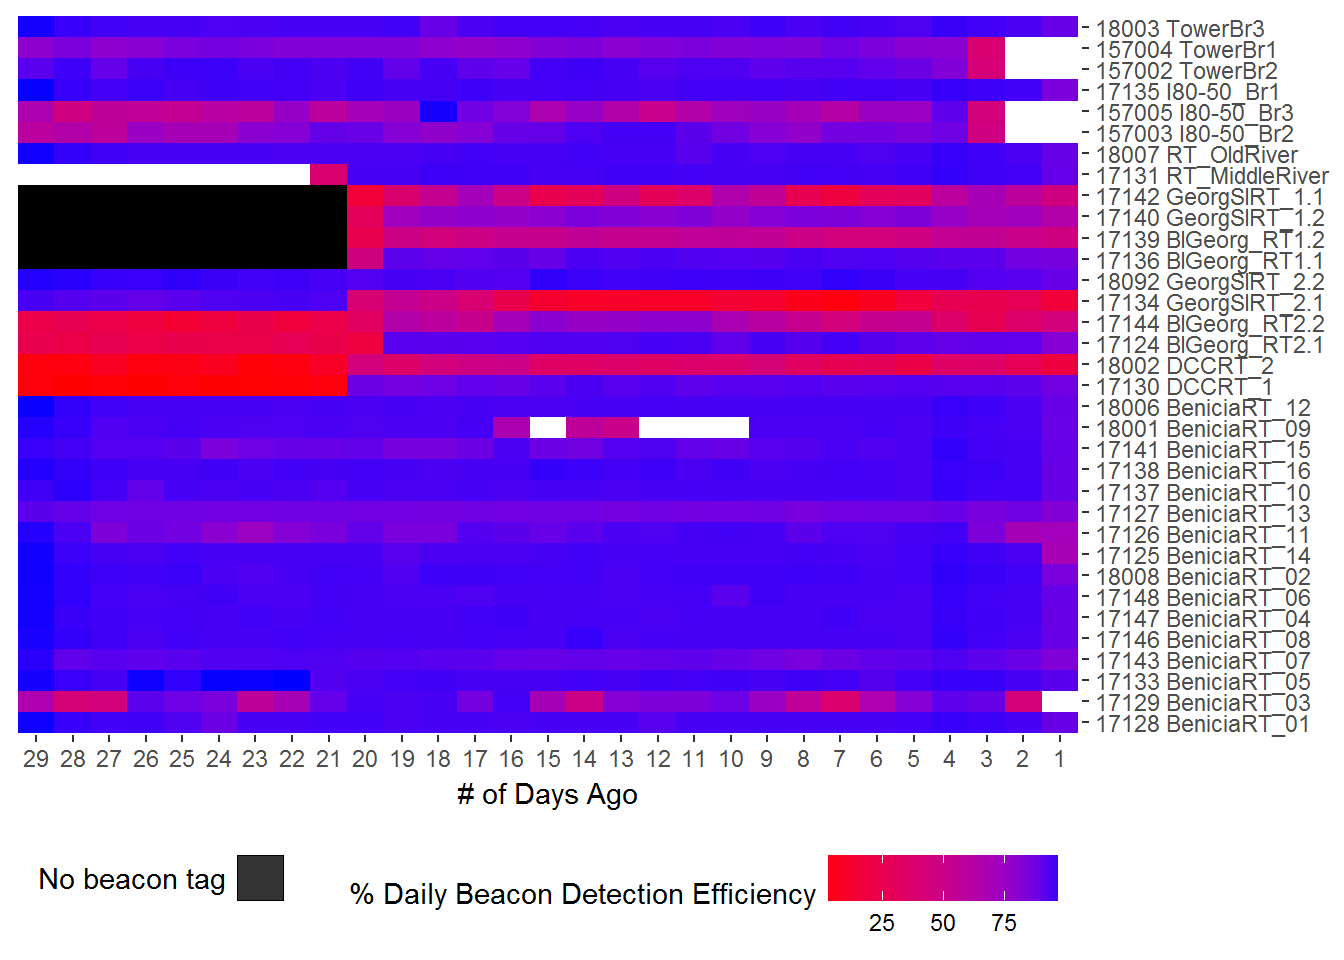 18003 TowerBr3
157004 TowerBr1
157002 TowerBr2
17135 I80-50_Br1
157005 I80-50_Br3
157003 I80-50_Br2
18007 RT_OldRiver
17131 RT_MiddleRiver
17142 GeorgSlRT_1.1
17140 GeorgSlRT_1.2
17139 BlGeorg_RT1.2
17136 BlGeorg_RT1.1
18092 GeorgSlRT_2.2
17134 GeorgSlRT_2.1
17144 BlGeorg_RT2.2
17124 BlGeorg_RT2.1
18002 DCCRT_2
17130 DCCRT_1
18006 BeniciaRT_12
18001 BeniciaRT_09
17141 BeniciaRT_15
17138 BeniciaRT_16
17137 BeniciaRT_10
17127 BeniciaRT_13
17126 BeniciaRT_11
17125 BeniciaRT_14
18008 BeniciaRT_02
17148 BeniciaRT_06
17147 BeniciaRT_04
17146 BeniciaRT_08
17143 BeniciaRT_07
17133 BeniciaRT_05
17129 BeniciaRT_03
17128 BeniciaRT_01
29 28 27 26 25 24 23 22 21 20 19 18 17 16 15 14 13 12 11 10 9 8 7 6 5 4 3 2 1
# of Days Ago
No beacon tag
% Daily Beacon Detection Efficiency
25 50 75